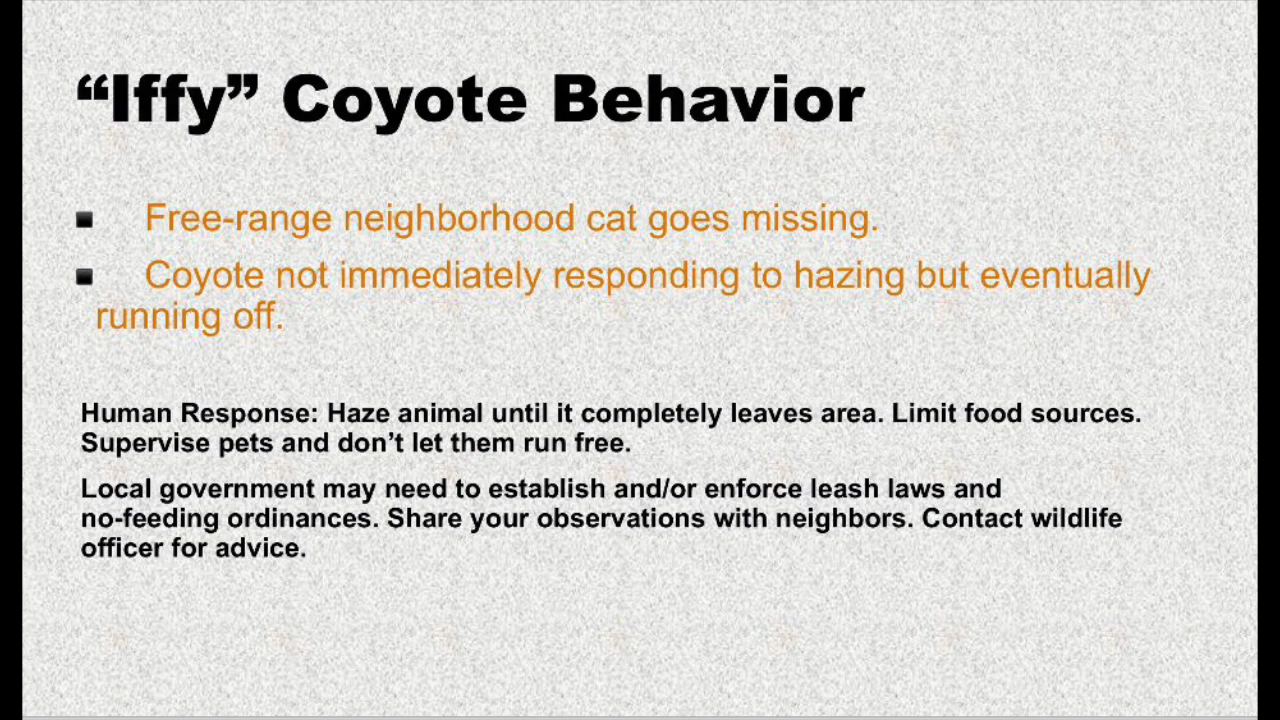 “Iffy” Coyote Behavior
▪ Free-range neighborhood cat goes missing.
▪ Coyote not immediately responding to hazing but eventually
running off.
Human Response: Haze animal until it completely leaves area. Limit food sources.
Supervise pets and don’t let them run free.
Local government may need to establish and/or enforce leash laws and
no-feeding ordinances. Share your observations with neighbors. Contact wildlife
officer for advice.